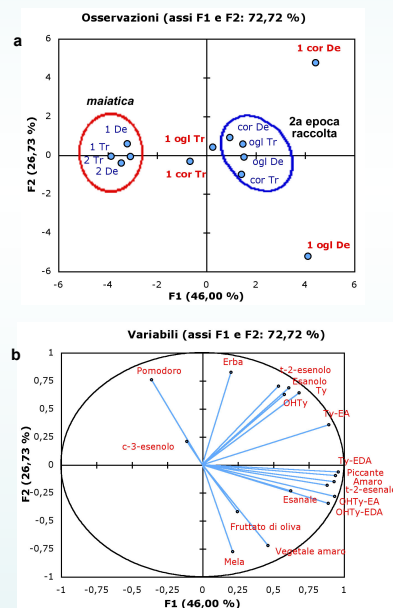 Osservazioni (assi F1 e F2: 72,72 %)
a
6
1 cor De
4
maiatica
2a epoca
raccolta
2
1 De
1 ogl Tr
cor De
1 Tr
ogl Tr
0
2 Tr
ogl De
2 De
1 cor Tr
cor Tr
-2
-4
1 ogl De
-6
-6 -4 -2 0 2 4 6
F1 (46,00 %)
F2 (26,73 %)
Variabili (assi F1 e F2: 72,72 %)
b
1
Erba
Pomodoro
t-2-esenolo
Esanolo
0,75
Ty
OHTy
0,5
Ty-EA
0,25
c-3-esenolo
Ty-EDA
0
Piccante
Amaro
t-2-esenale
-0,25
Esanale
OHTy-EA
OHTy-EDA
-0,5
Fruttato di oliva
Vegetale amaro
-0,75
Mela
-1
-1 -0,75 -0,5 -0,25 0 0,25 0,5 0,75 1
F1 (46,00 %)
F2 (26,73 %)